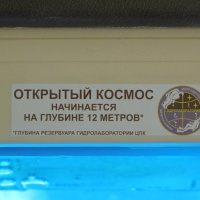 ОТКРЫТЫЙ КОСМОС
НАЧИНАЕТСЯ
НА ГЛУБИНЕ 12 МЕТРОВ*
*ГЛУБИНА РЕЗЕРВУАРА ГИДРОЛАБОРАТОРИИ ЦПК